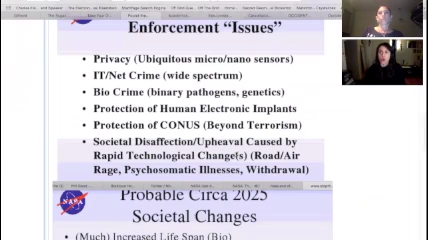 Enforcement “Issues”
• Privacy (Ubiquitous micro/nano sensors)
• IT/Net Crime (wide spectrum)
• Bio Crime (binary pathogens, genetics)
• Protection of Human Electronic Implants
• Protection of CONUS (Beyond Terrorism)
• Societal Disaffection/Upheaval Caused by
Rapid Technological Change(s) (Road/Air
Rage, Psychosomatic Illnesses, Withdrawal)
NASA
Probable Circa 2025
Societal Changes
• (Much) Increased Life Span (Bio)